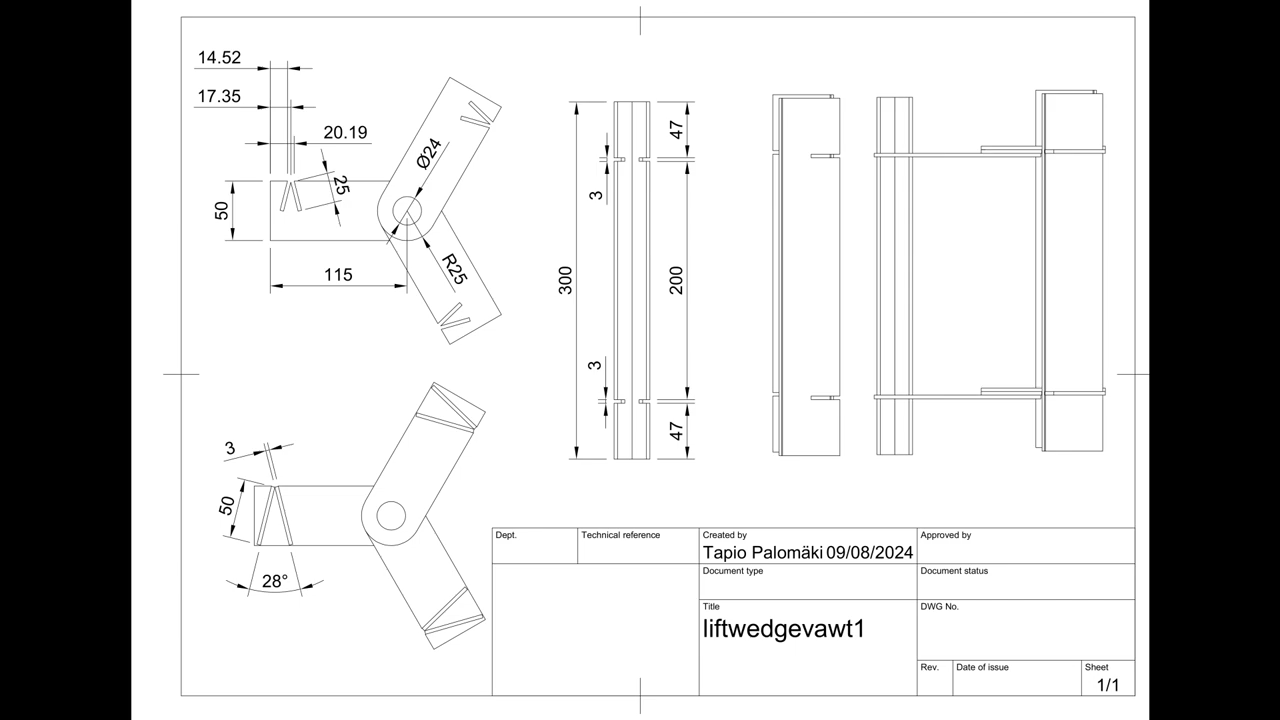 14.52
17.35
20.19
25
50
115
Ø24
R25
47
3
300
200
3
47
3
50
28°
Dept.
Technical reference
Created by
Approved by
Tapio Palomäki 09/08/2024
Document type
Document status
Title
DWG No.
liftwedgevawt1
Rev.
Date of issue
Sheet
1/1